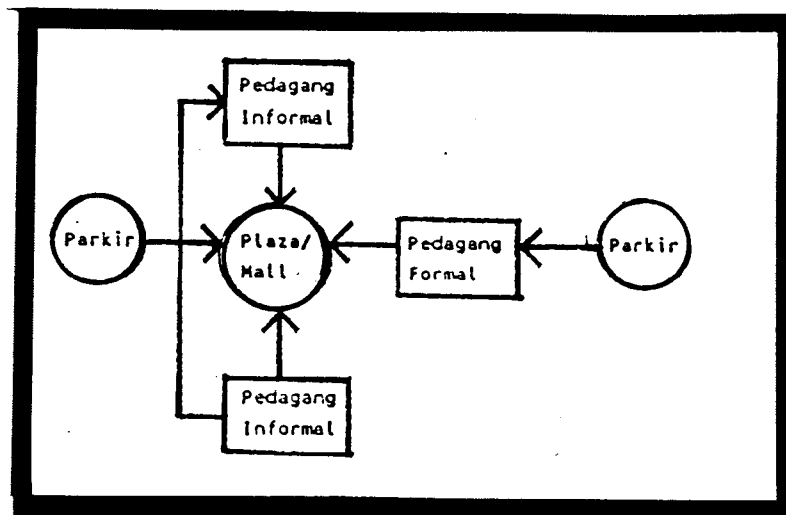 Pedagang
Informal
Parkir
Plaza/
Mall
Pedagang
Formal
Parkir
Pedagang
Informal